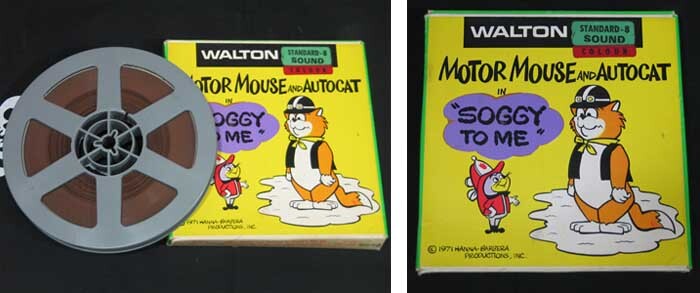 WALTON
STANDARD-8
SOUND
COLOUR
MOTOR MOUSE AND AUTOCAT
IN
"SOGGY
TO ME"
© 1971 HANNA-BARBERA
PRODUCTIONS, INC.
WALTON
STANDARD-8
SOUND
COLOUR
MOTOR MOUSE AND AUTOCAT
IN
"SOGGY
TO ME"
© 1971 HANNA-BARBERA
PRODUCTIONS, INC.